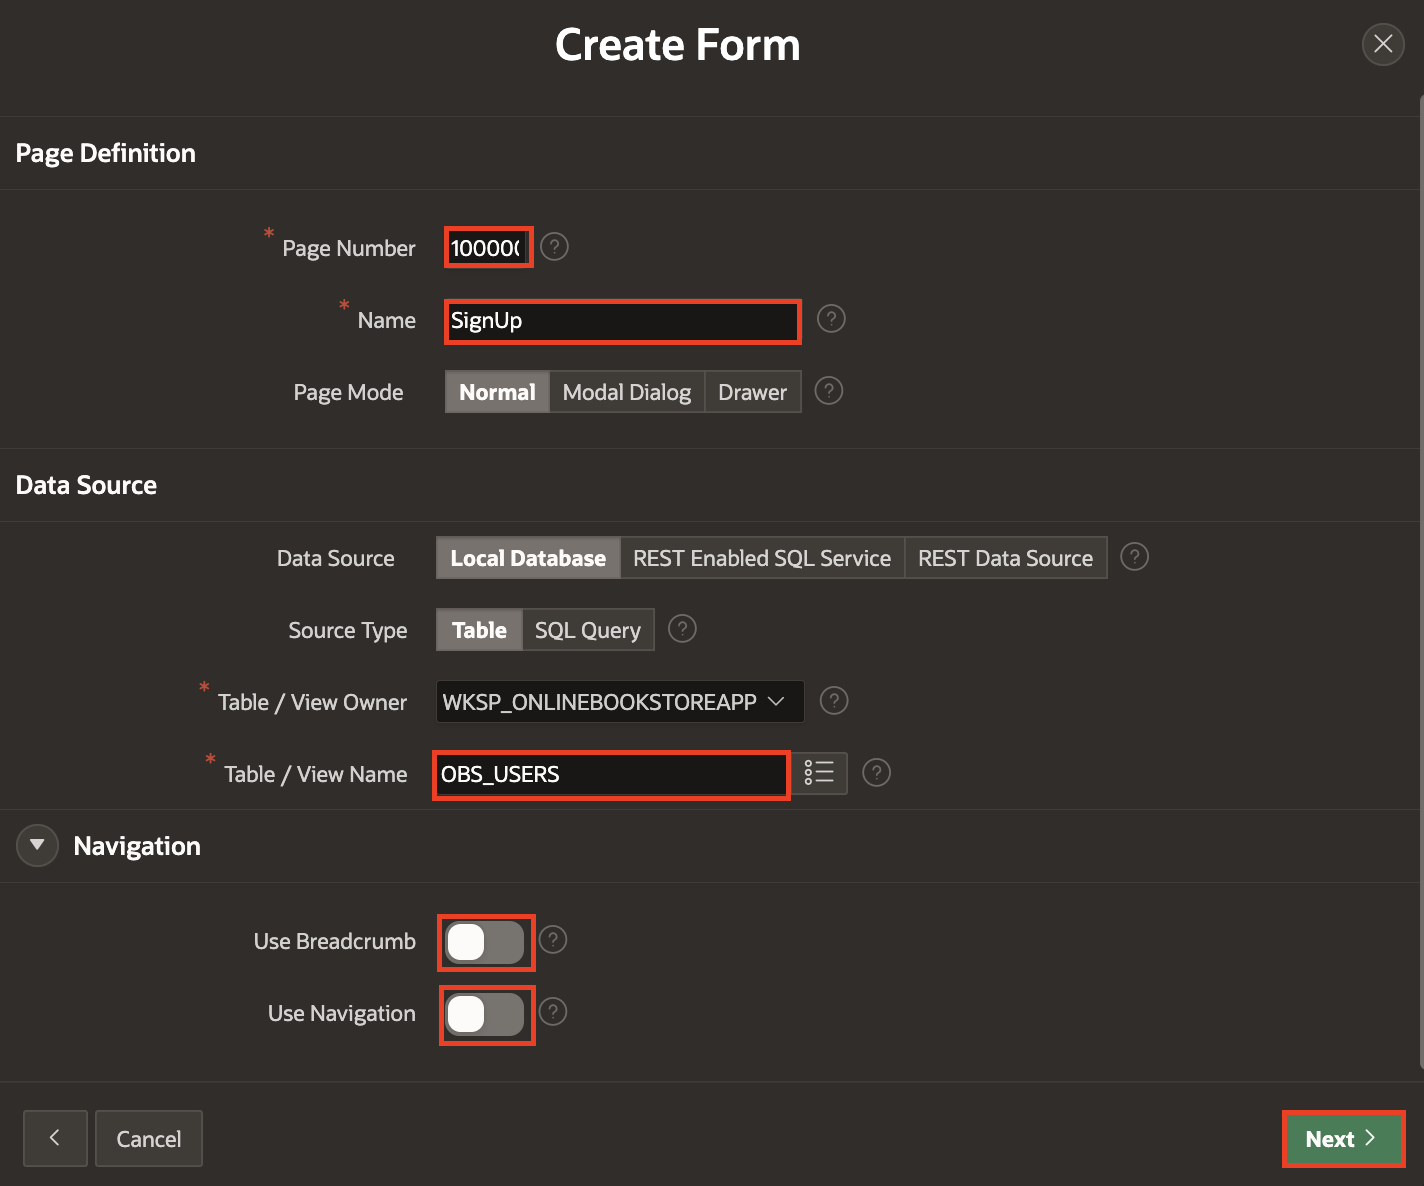 Create Form
Page Definition
* Page Number 10000 ?
* Name SignUp ?
Page Mode Normal Modal Dialog Drawer ?
Data Source
Data Source Local Database REST Enabled SQL Service REST Data Source ?
Source Type Table SQL Query ?
* Table / View Owner WKSP_ONLINEBOOKSTOREAPP ?
* Table / View Name OBS_USERS ?
Navigation
Use Breadcrumb ?
Use Navigation ?
Cancel Next